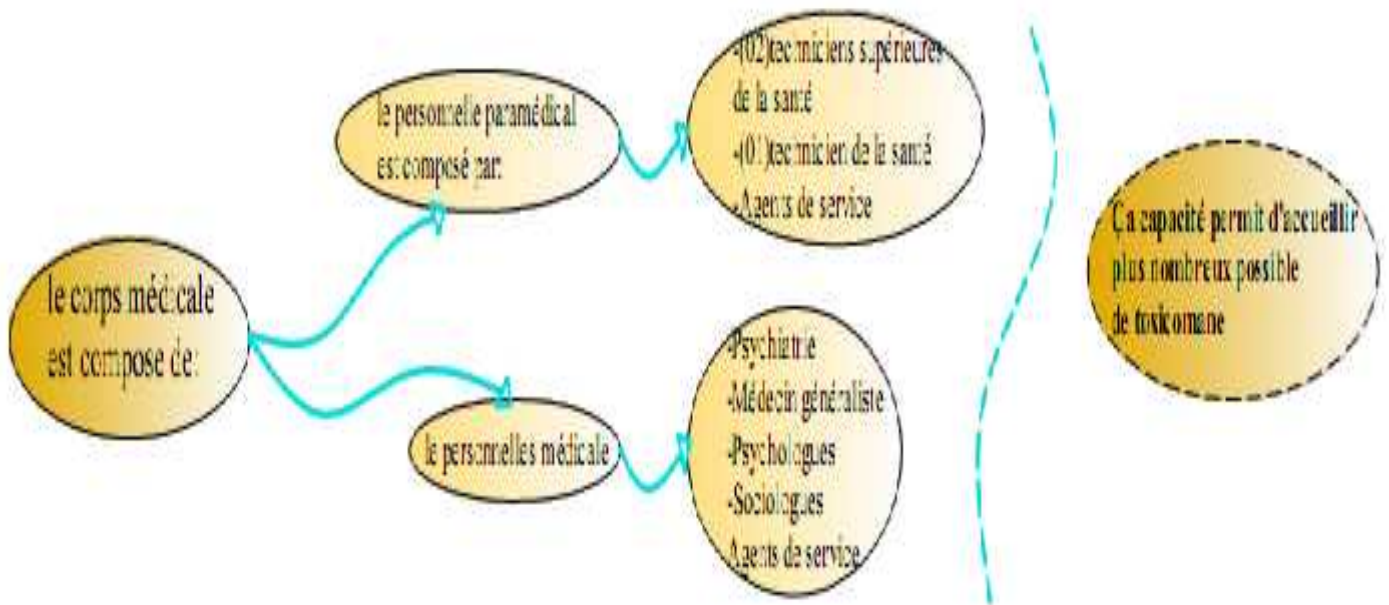 le corps médicale
est compose de:
le personnelle paramédical
est composé par:
-(02)techniciens supérieures
de la santé
-(01)technicien de la santé
-Agents de service
le personnelles médicale
-Psychiatrie
-Médecin généraliste
-Psychologues
-Sociologues
Agents de service
Ça capacité permit d'accueillir
plus nombreux possible
de toxicomane